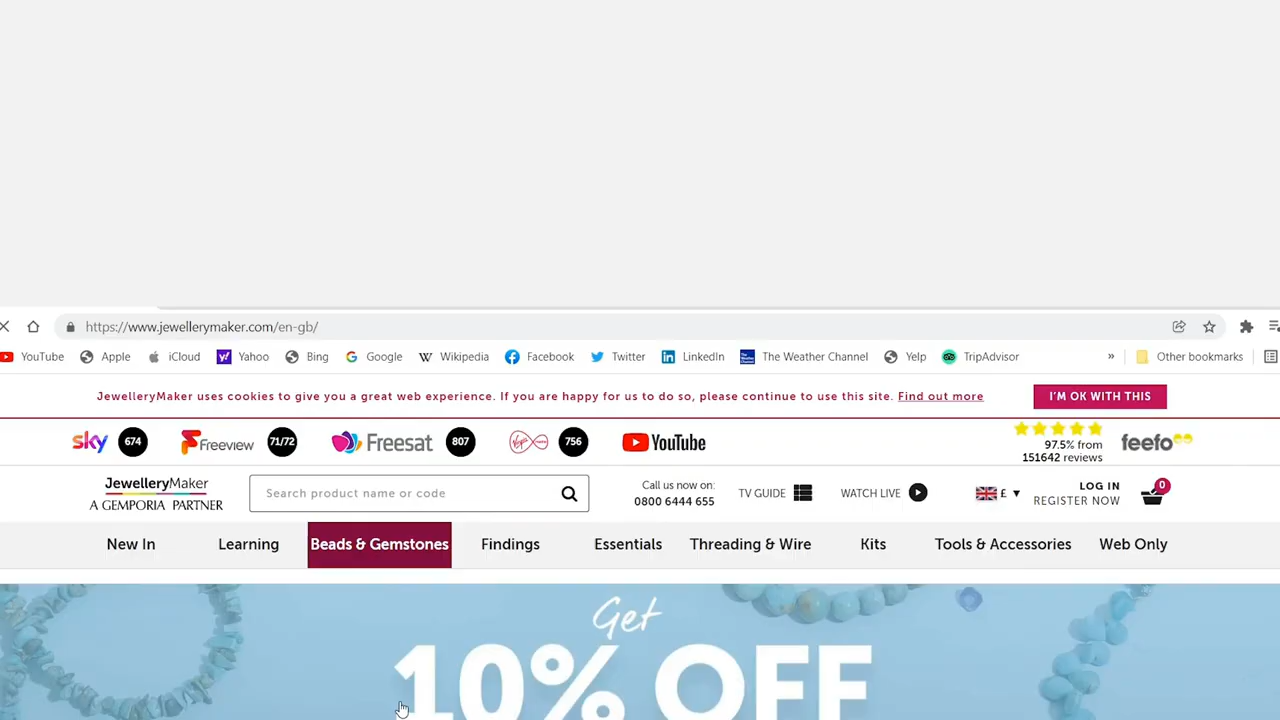 https://www.jewellerymaker.com/en-gb/
YouTube Apple iCloud Yahoo Bing Google Wikipedia Facebook Twitter LinkedIn The Weather Channel Yelp TripAdvisor » Other bookmarks
JewelleryMaker uses cookies to give you a great web experience. If you are happy for us to do so, please continue to use this site. Find out more I'M OK WITH THIS
sky 674 Freeview 71/72 Freesat 807 Virgin media 756 YouTube 97.5% from feefo
151642 reviews
JewelleryMaker
A GEMPORIA PARTNER
Search product name or code
Call us now on:
0800 6444 655
TV GUIDE
WATCH LIVE
£
LOG IN
REGISTER NOW
0
New In Learning Beads & Gemstones Findings Essentials Threading & Wire Kits Tools & Accessories Web Only
Get
10% OFF